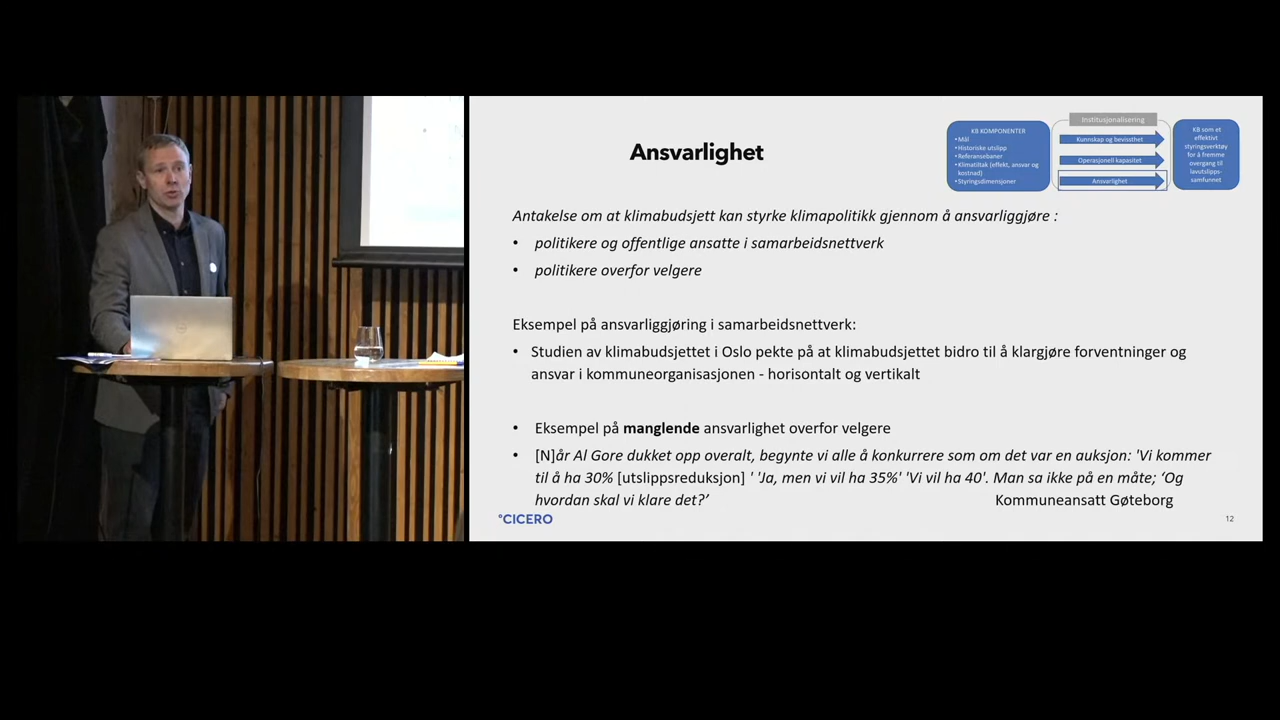 Ansvarlighet
KB KOMPONENTER
• Mål
• Historiske utslipp
• Referansebaner
• Klimatiltak (effekt, ansvar og
kostnad)
• Styringsdimensjoner
Institusjonalisering
Kunnskap og bevissthet
Operasjonell kapasitet
Ansvarlighet
KB som et
effektivt
styringsverktøy
for å fremme
overgang til
lavutslipps-
samfunnet
Antakelse om at klimabudsjett kan styrke klimapolitikk gjennom å ansvarliggjøre :
• politikere og offentlige ansatte i samarbeidsnettverk
• politikere overfor velgere
Eksempel på ansvarliggjøring i samarbeidsnettverk:
• Studien av klimabudsjettet i Oslo pekte på at klimabudsjettet bidro til å klargjøre forventninger og
ansvar i kommuneorganisasjonen - horisontalt og vertikalt
• Eksempel på manglende ansvarlighet overfor velgere
• [N]år Al Gore dukket opp overalt, begynte vi alle å konkurrere som om det var en auksjon: 'Vi kommer
til å ha 30% [utslippsreduksjon] ' 'Ja, men vi vil ha 35%' 'Vi vil ha 40'. Man sa ikke på en måte; ‘Og
hvordan skal vi klare det?’ Kommuneansatt Gøteborg
°CICERO
12